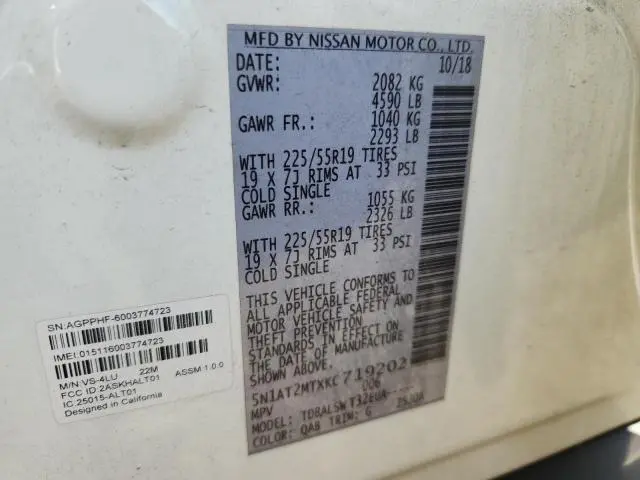 MFD BY NISSAN MOTOR CO., LTD.
DATE: 10/18
GVWR: 2082 KG
4590 LB
GAWR FR.: 1040 KG
2293 LB
WITH 225/55R19 TIRES
19 X 7J RIMS AT 33 PSI
COLD SINGLE
GAWR RR.: 1055 KG
2326 LB
WITH 225/55R19 TIRES
19 X 7J RIMS AT 33 PSI
COLD SINGLE
THIS VEHICLE CONFORMS TO
ALL APPLICABLE FEDERAL
MOTOR VEHICLE SAFETY AND
THEFT PREVENTION
STANDARDS IN EFFECT ON
THE DATE OF MANUFACTURE
5N1AT2MTXKC719202
006
MPV
MODEL:
COLOR: QAB TRIM: G
SN:AGPPHF-6003774723
IMEI:015116003774723
M/N:VS-4LU 22M
FCC ID:2ASKHALT01 ASSM 1.0.0
IC:25015-ALT01
Designed in California